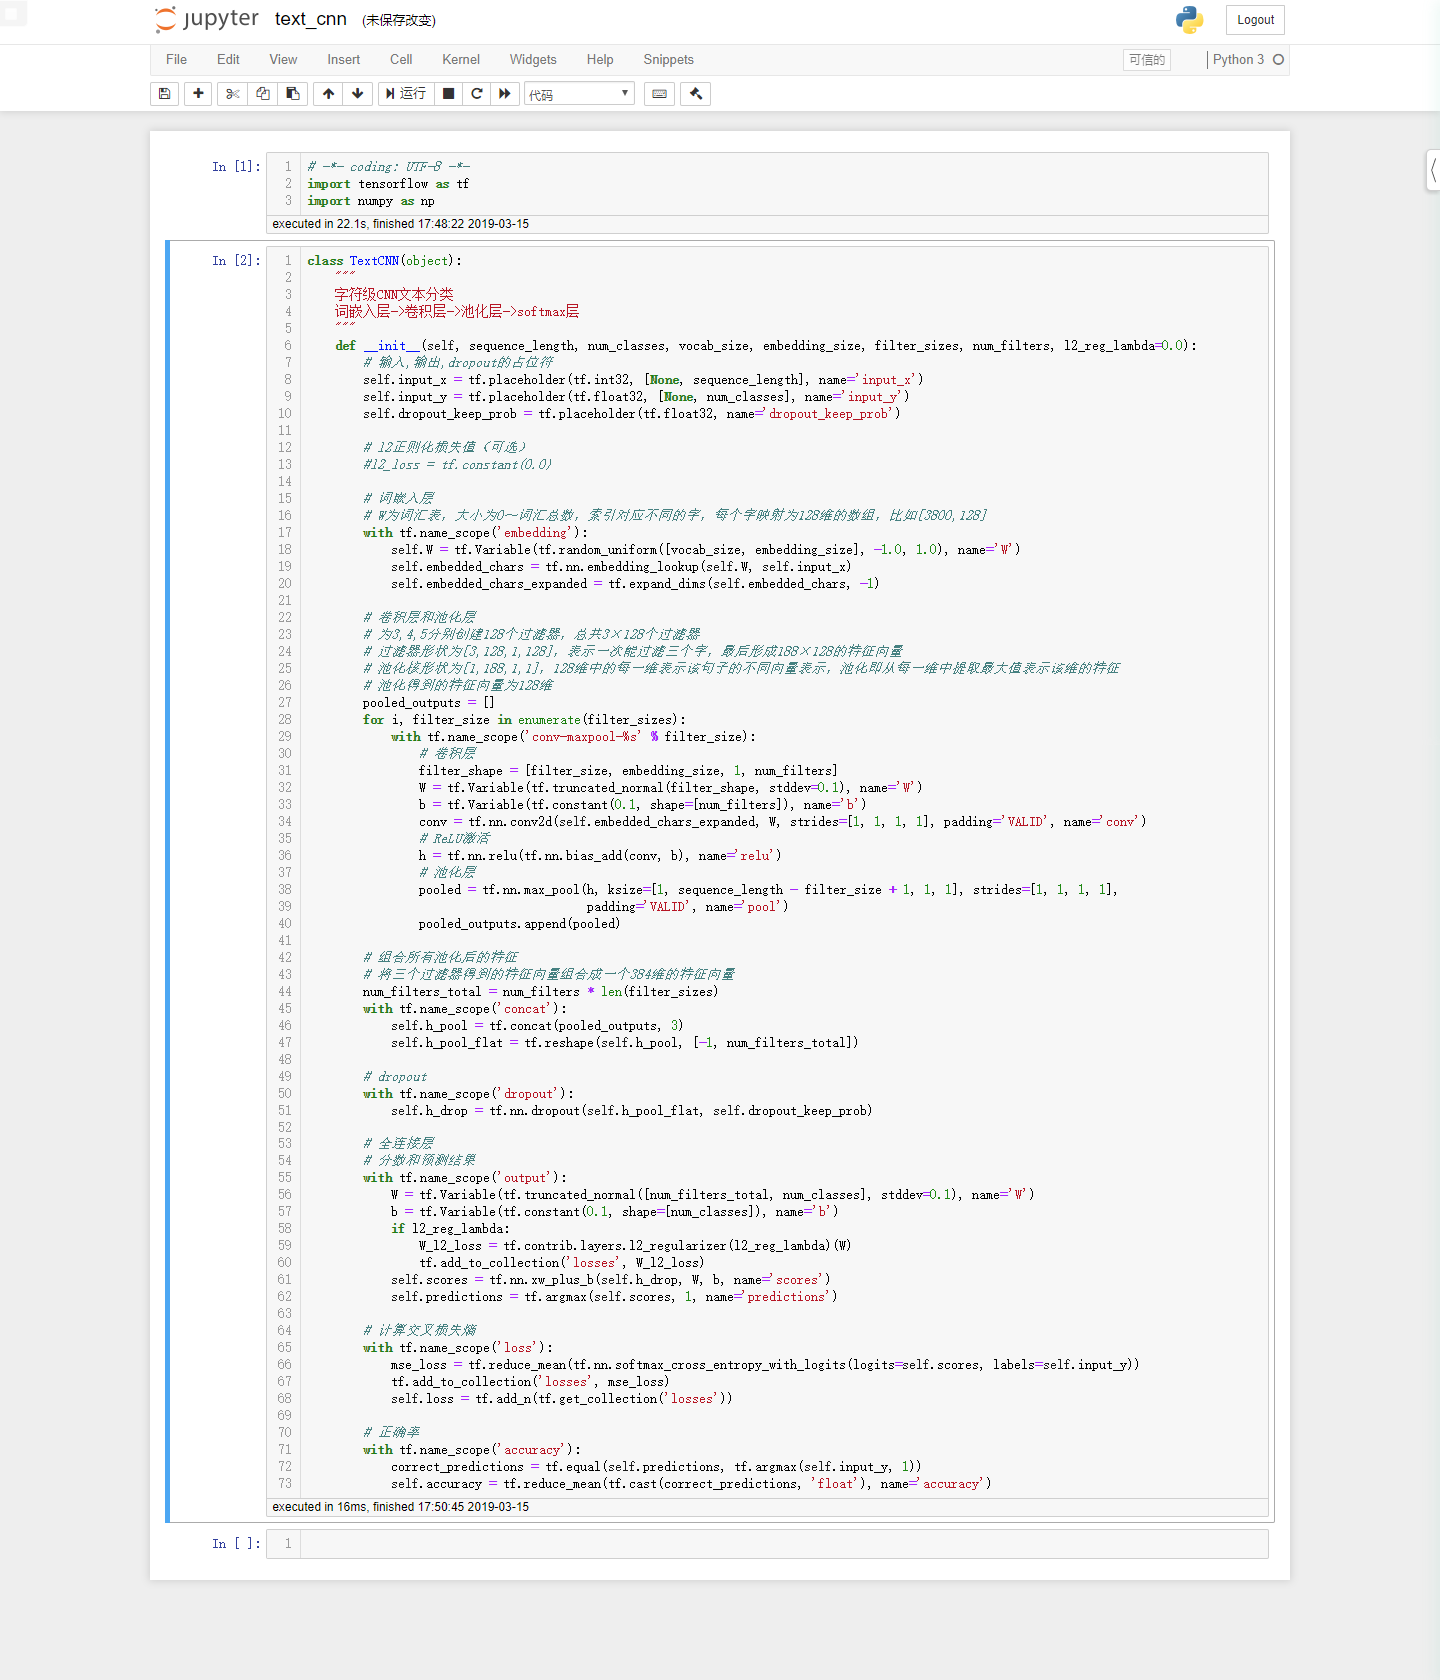 jupyter text_cnn (未保存改变) Logout
File Edit View Insert Cell Kernel Widgets Help Snippets 可信的 Python 3
运行 代码
In [1]:
1 # -*- coding: UTF-8 -*-
2 import tensorflow as tf
3 import numpy as np
executed in 22.1s, finished 17:48:22 2019-03-15
In [2]:
1 class TextCNN(object):
2     """
3     字符级CNN文本分类
4     词嵌入层->卷积层->池化层->softmax层
5     """
6     def __init__(self, sequence_length, num_classes, vocab_size, embedding_size, filter_sizes, num_filters, l2_reg_lambda=0.0):
7         # 输入,输出,dropout的占位符
8         self.input_x = tf.placeholder(tf.int32, [None, sequence_length], name='input_x')
9         self.input_y = tf.placeholder(tf.float32, [None, num_classes], name='input_y')
10         self.dropout_keep_prob = tf.placeholder(tf.float32, name='dropout_keep_prob')
11
12         # l2正则化损失值（可选）
13         #l2_loss = tf.constant(0.0)
14
15         # 词嵌入层
16         # W为词汇表，大小为0～词汇总数，索引对应不同的字，每个字映射为128维的数组，比如[3800,128]
17         with tf.name_scope('embedding'):
18             self.W = tf.Variable(tf.random_uniform([vocab_size, embedding_size], -1.0, 1.0), name='W')
19             self.embedded_chars = tf.nn.embedding_lookup(self.W, self.input_x)
20             self.embedded_chars_expanded = tf.expand_dims(self.embedded_chars, -1)
21
22         # 卷积层和池化层
23         # 为3,4,5分别创建128个过滤器，总共3×128个过滤器
24         # 过滤器形状为[3,128,1,128]，表示一次能过滤三个字，最后形成188×128的特征向量
25         # 池化核形状为[1,188,1,1]，128维中的每一维表示该句子的不同向量表示，池化即从每一维中提取最大值表示该维的特征
26         # 池化得到的特征向量为128维
27         pooled_outputs = []
28         for i, filter_size in enumerate(filter_sizes):
29             with tf.name_scope('conv-maxpool-%s' % filter_size):
30                 # 卷积层
31                 filter_shape = [filter_size, embedding_size, 1, num_filters]
32                 W = tf.Variable(tf.truncated_normal(filter_shape, stddev=0.1), name='W')
33                 b = tf.Variable(tf.constant(0.1, shape=[num_filters]), name='b')
34                 conv = tf.nn.conv2d(self.embedded_chars_expanded, W, strides=[1, 1, 1, 1], padding='VALID', name='conv')
35                 # ReLU激活
36                 h = tf.nn.relu(tf.nn.bias_add(conv, b), name='relu')
37                 # 池化层
38                 pooled = tf.nn.max_pool(h, ksize=[1, sequence_length - filter_size + 1, 1, 1], strides=[1, 1, 1, 1],
39                                         padding='VALID', name='pool')
40                 pooled_outputs.append(pooled)
41
42         # 组合所有池化后的特征
43         # 将三个过滤器得到的特征向量组合成一个384维的特征向量
44         num_filters_total = num_filters * len(filter_sizes)
45         with tf.name_scope('concat'):
46             self.h_pool = tf.concat(pooled_outputs, 3)
47             self.h_pool_flat = tf.reshape(self.h_pool, [-1, num_filters_total])
48
49         # dropout
50         with tf.name_scope('dropout'):
51             self.h_drop = tf.nn.dropout(self.h_pool_flat, self.dropout_keep_prob)
52
53         # 全连接层
54         # 分数和预测结果
55         with tf.name_scope('output'):
56             W = tf.Variable(tf.truncated_normal([num_filters_total, num_classes], stddev=0.1), name='W')
57             b = tf.Variable(tf.constant(0.1, shape=[num_classes]), name='b')
58             if l2_reg_lambda:
59                 W_l2_loss = tf.contrib.layers.l2_regularizer(l2_reg_lambda)(W)
60                 tf.add_to_collection('losses', W_l2_loss)
61             self.scores = tf.nn.xw_plus_b(self.h_drop, W, b, name='scores')
62             self.predictions = tf.argmax(self.scores, 1, name='predictions')
63
64         # 计算交叉损失熵
65         with tf.name_scope('loss'):
66             mse_loss = tf.reduce_mean(tf.nn.softmax_cross_entropy_with_logits(logits=self.scores, labels=self.input_y))
67             tf.add_to_collection('losses', mse_loss)
68             self.loss = tf.add_n(tf.get_collection('losses'))
69
70         # 正确率
71         with tf.name_scope('accuracy'):
72             correct_predictions = tf.equal(self.predictions, tf.argmax(self.input_y, 1))
73             self.accuracy = tf.reduce_mean(tf.cast(correct_predictions, 'float'), name='accuracy')
executed in 16ms, finished 17:50:45 2019-03-15
In [ ]:
1